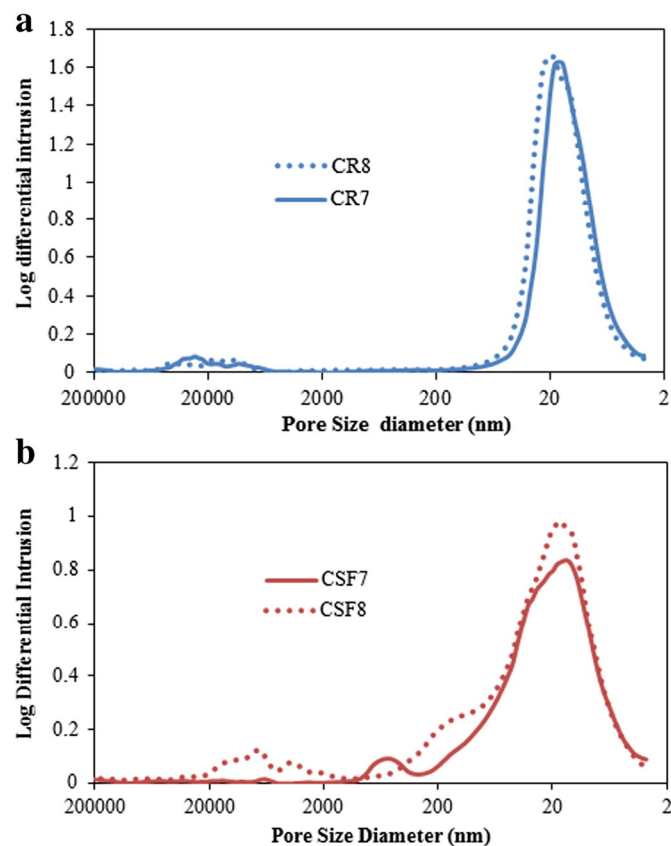 a
1.8
1.6
1.4
1.2
1
0.8
0.6
0.4
0.2
0
Log differential intrusion
CR8
CR7
200000 20000 2000 200 20 2
Pore Size diameter (nm)
b
1.2
1
0.8
0.6
0.4
0.2
0
Log Differential Intrusion
CSF7
CSF8
200000 20000 2000 200 20 2
Pore Size Diameter (nm)